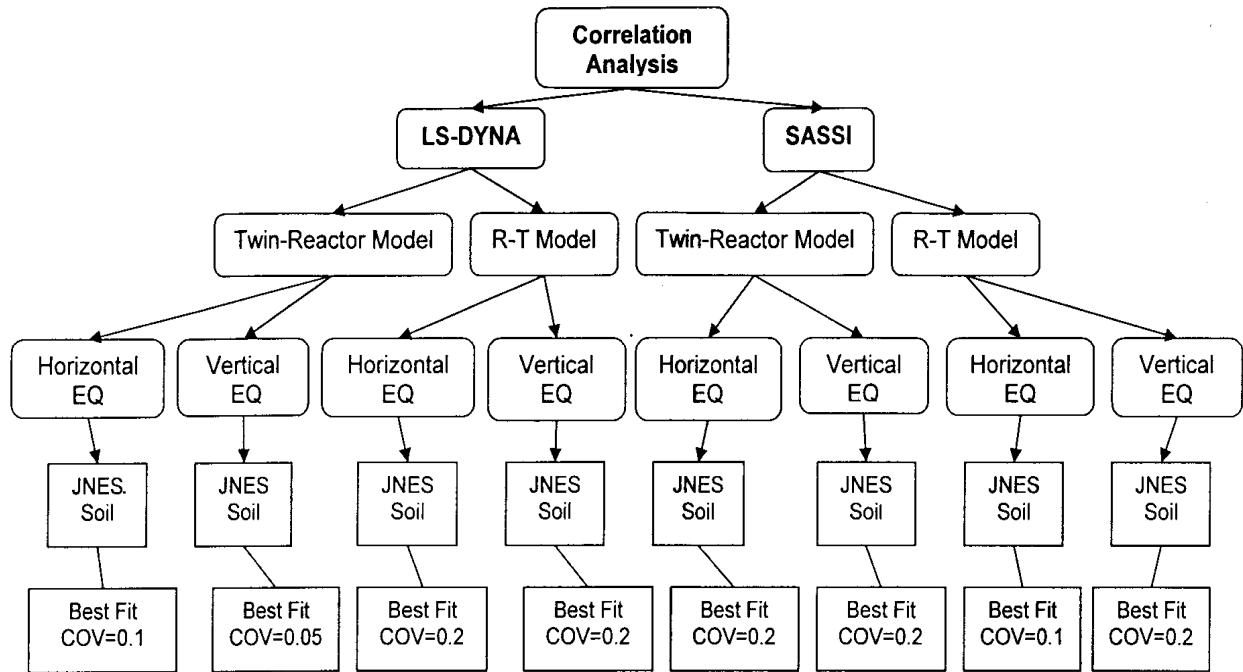 Correlation
Analysis
LS-DYNA
SASSI
Twin-Reactor Model
R-T Model
Twin-Reactor Model
R-T Model
Horizontal
EQ
Vertical
EQ
Horizontal
EQ
Vertical
EQ
Horizontal
EQ
Vertical
EQ
Horizontal
EQ
Vertical
EQ
JNES.
Soil
JNES
Soil
JNES
Soil
JNES
Soil
JNES
Soil
JNES
Soil
JNES
Soil
JNES
Soil
Best Fit
COV=0.1
Best Fit
COV=0.05
Best Fit
COV=0.2
Best Fit
COV=0.2
Best Fit
COV=0.2
Best Fit
COV=0.2
Best Fit
COV=0.1
Best Fit
COV=0.2